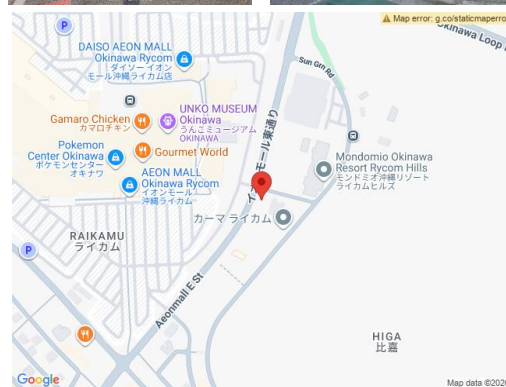 Map error: g.co/staticmaperro
Okinawa Loop
Sun Grn Rd
DAISO AEON MALL
Okinawa Rycom
ダイソー イオン
モール沖縄ライカム店
P
UNKO MUSEUM
Okinawa
うんこミュージアム
OKINAWA
Gamaro Chicken
カマロチキン
Gourmet World
Pokemon
Center Okinawa
ポケモンセンター
オキナワ
AEON MALL
Okinawa Rycom
イオンモール
沖縄ライカム
イオンモール東通り
Mondomio Okinawa
Resort Rycom Hills
モンドミオ沖縄リゾート
ライカムヒルズ
カーマ ライカム
RAIKAMU
ライカム
P
Aeonmall E St
HIGA
比嘉
Google
Map data ©2026